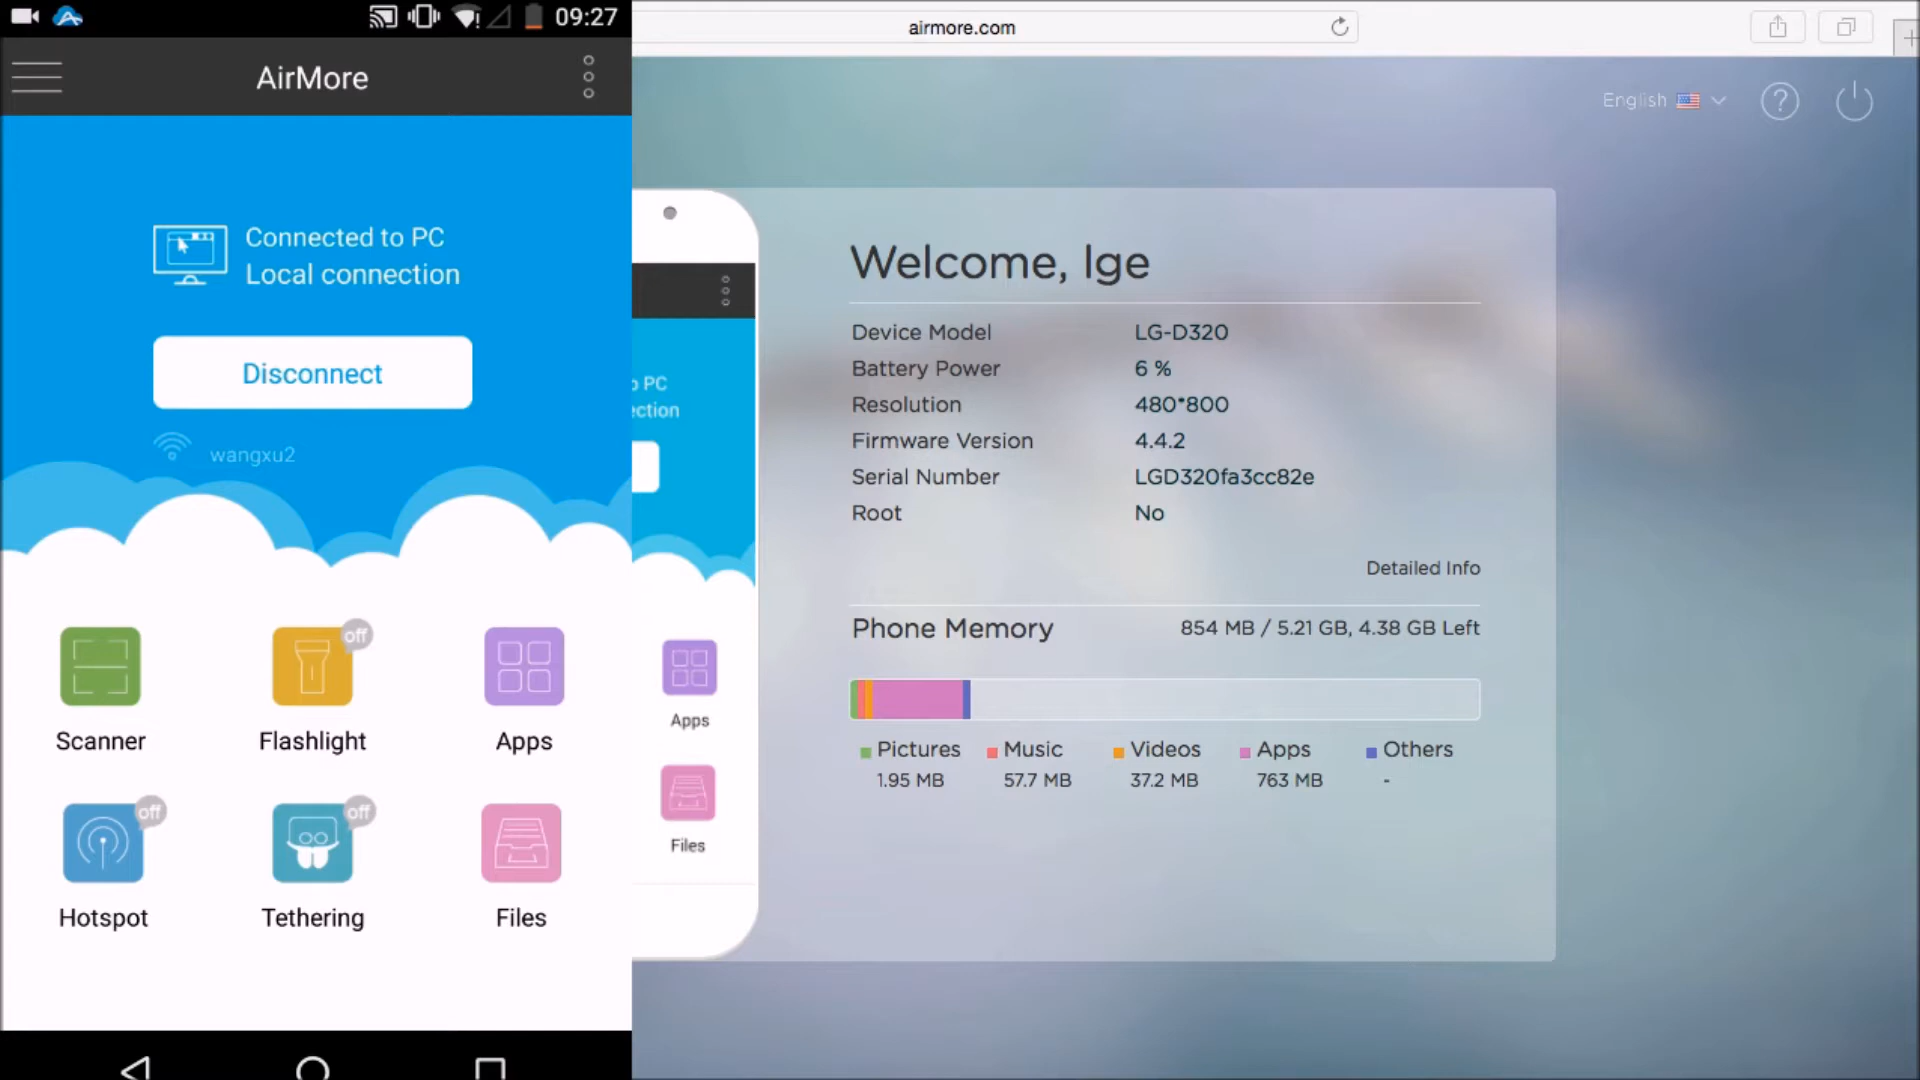 09:27
AirMore
Connected to PC
Local connection
Disconnect
wangxu2
off
Scanner
Flashlight
Apps
off
off
Hotspot
Tethering
Files
airmore.com
English
?
o PC
ection
Apps
Files
Welcome, lge
Device Model LG-D320
Battery Power 6 %
Resolution 480*800
Firmware Version 4.4.2
Serial Number LGD320fa3cc82e
Root No
Detailed Info
Phone Memory 854 MB / 5.21 GB, 4.38 GB Left
Pictures Music Videos Apps Others
1.95 MB 57.7 MB 37.2 MB 763 MB -